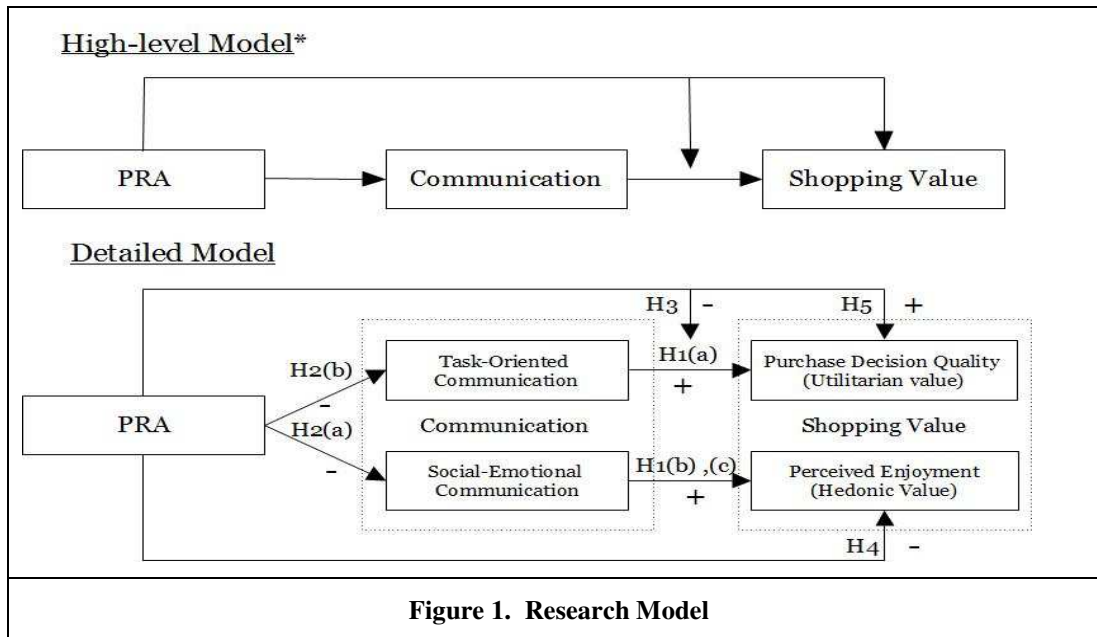 High-level Model*
PRA
Communication
Shopping Value
Detailed Model
H3 -
H5 +
H2(b)
-
Task-Oriented
Communication
H1(a)
+
Purchase Decision Quality
(Utilitarian value)
PRA
H2(a)
-
Communication
Shopping Value
Social-Emotional
Communication
H1(b) ,(c)
+
Perceived Enjoyment
(Hedonic Value)
H4 -
Figure 1. Research Model